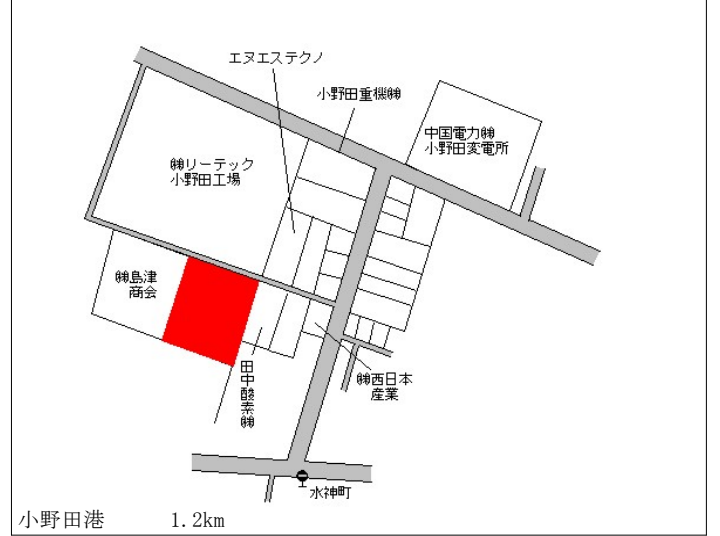 エヌエステクノ
小野田重機㈱
中国電力㈱
小野田変電所
㈱リーテック
小野田工場
㈱島津
商会
田中酸素㈱
㈱西日本
産業
水神町
小野田港 1.2km